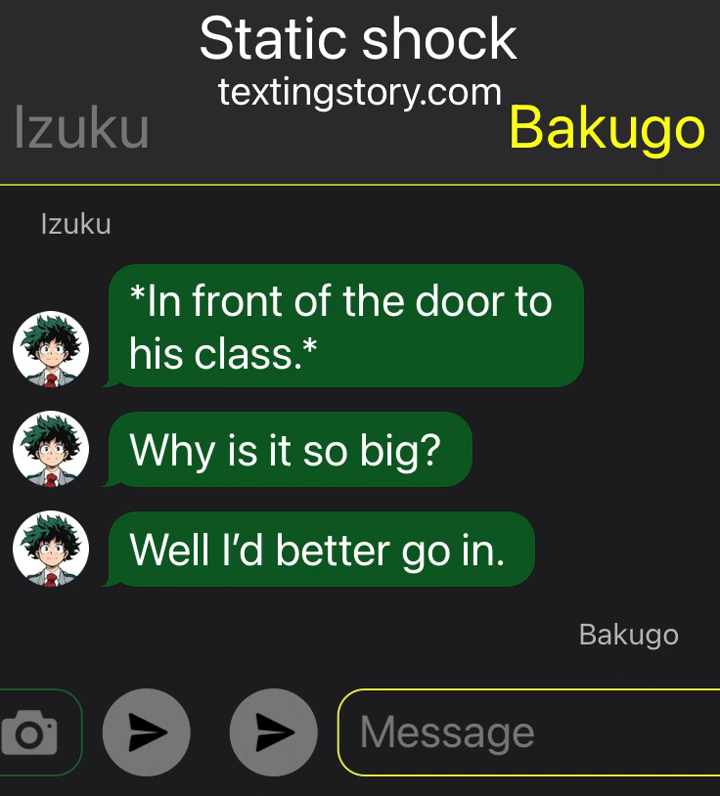 Static shock
textingstory.com
Izuku
Bakugo
Izuku
*In front of the door to
his class.*
Why is it so big?
Well I’d better go in.
Bakugo
Message